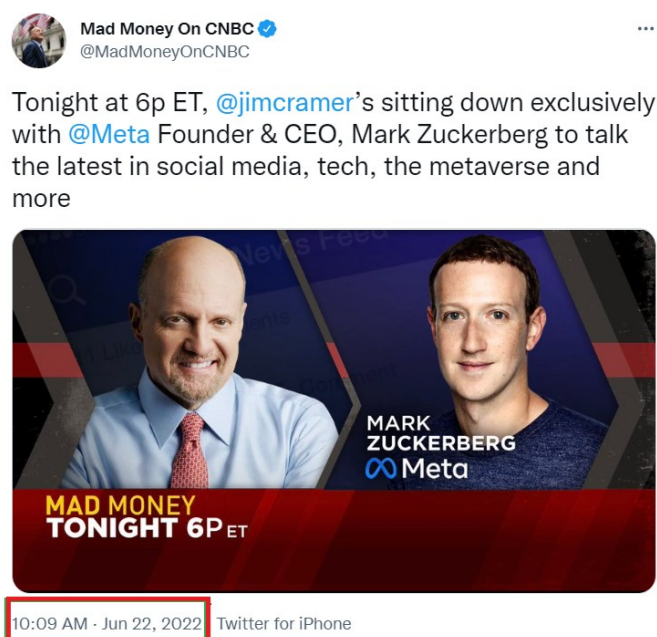 Mad Money On CNBC
@MadMoneyOnCNBC
Tonight at 6p ET, @jimcramer's sitting down exclusively
with @Meta Founder & CEO, Mark Zuckerberg to talk
the latest in social media, tech, the metaverse and
more
News Feed
MARK
ZUCKERBERG
Meta
MAD MONEY
TONIGHT 6P ET
10:09 AM · Jun 22, 2022 Twitter for iPhone